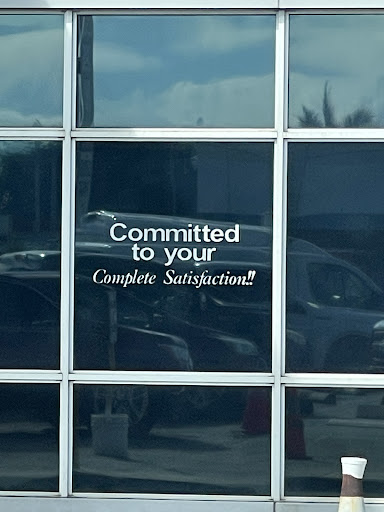 Committed
to your
Complete Satisfaction!!